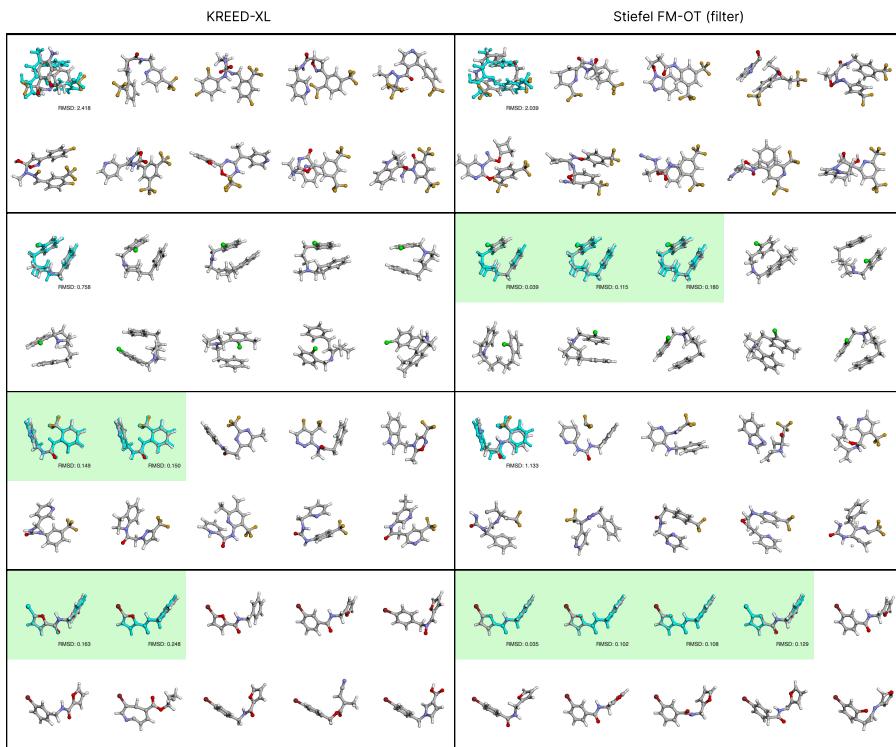 KREED-XL
Stiefel FM-OT (filter)
RMSD: 2.418
RMSD: 2.039
RMSD: 0.758
RMSD: 0.039
RMSD: 0.115
RMSD: 0.180
RMSD: 0.149
RMSD: 0.150
RMSD: 1.133
RMSD: 0.163
RMSD: 0.248
RMSD: 0.035
RMSD: 0.102
RMSD: 0.108
RMSD: 0.129